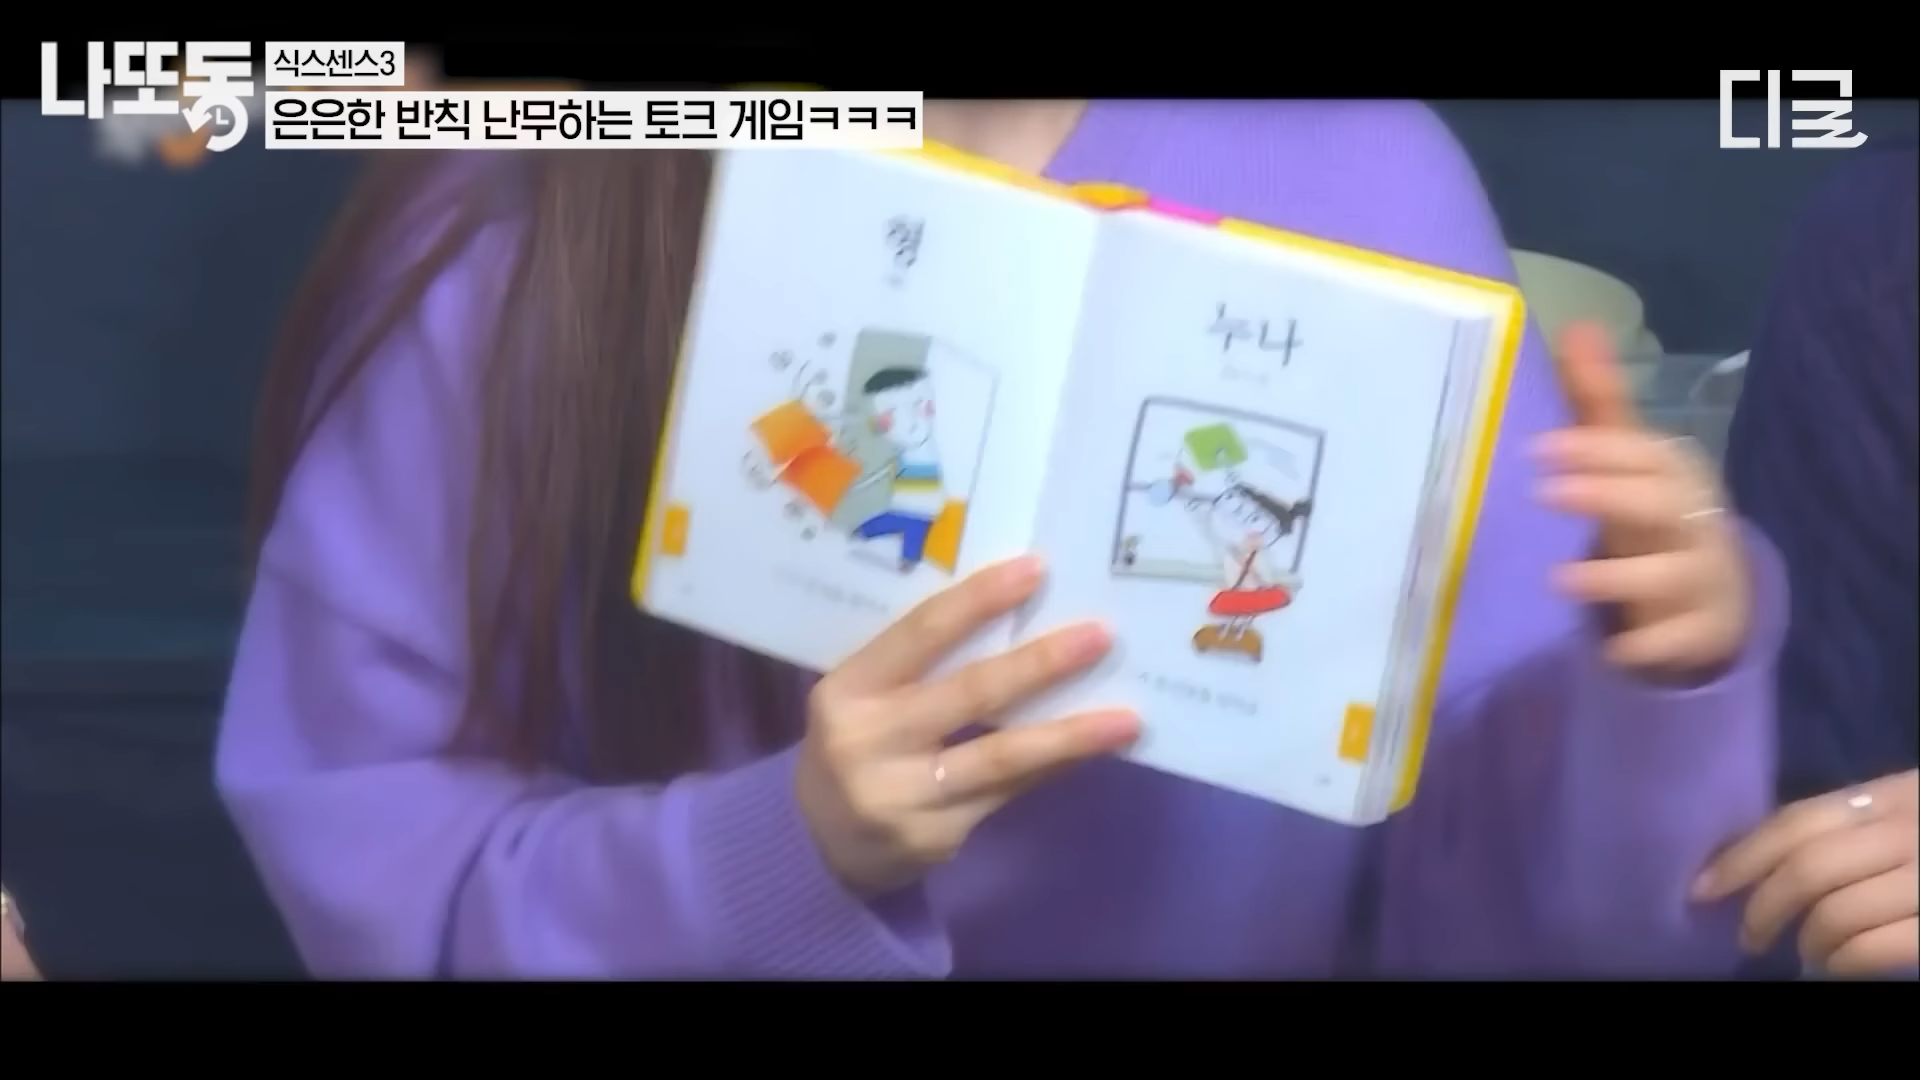 나또동
식스센스3
은은한 반칙 난무하는 토크 게임ㅋㅋㅋ
디글
형
누나